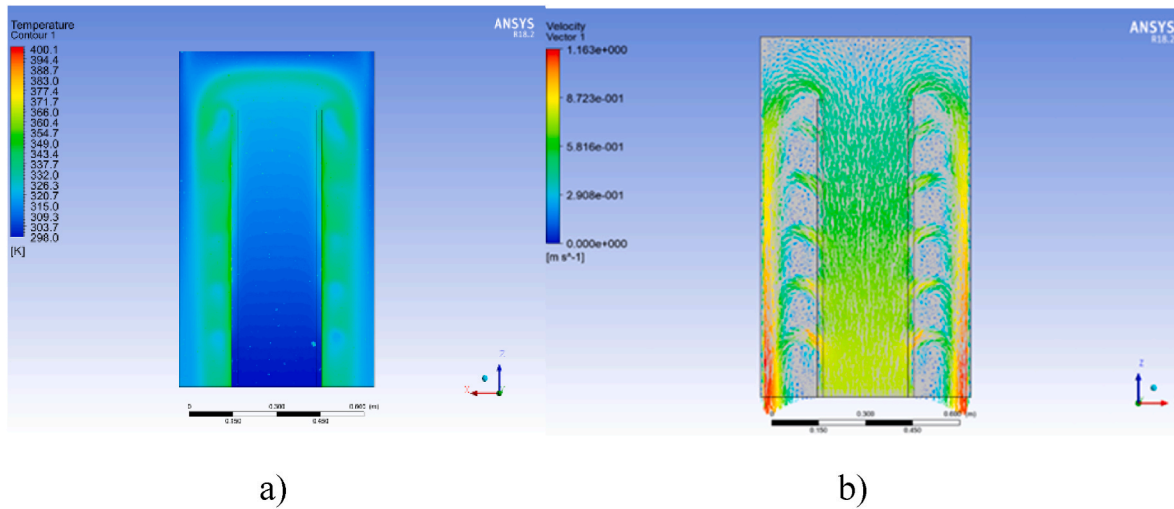 Temperature
Contour 1
400.1
394.4
388.7
383.0
377.4
371.7
366.0
360.4
354.7
349.0
343.4
337.7
332.0
326.3
320.7
315.0
309.3
303.7
298.0
[K]
ANSYS
R18.2
Z
X
0
0.300
0.600 (m)
0.150
0.450
a)
Velocity
Vector 1
1.163e+000
8.723e-001
5.816e-001
2.908e-001
0.000e+000
[m s^-1]
ANSYS
R18.2
Z
0
0.300
0.600 (m)
0.150
0.450
b)